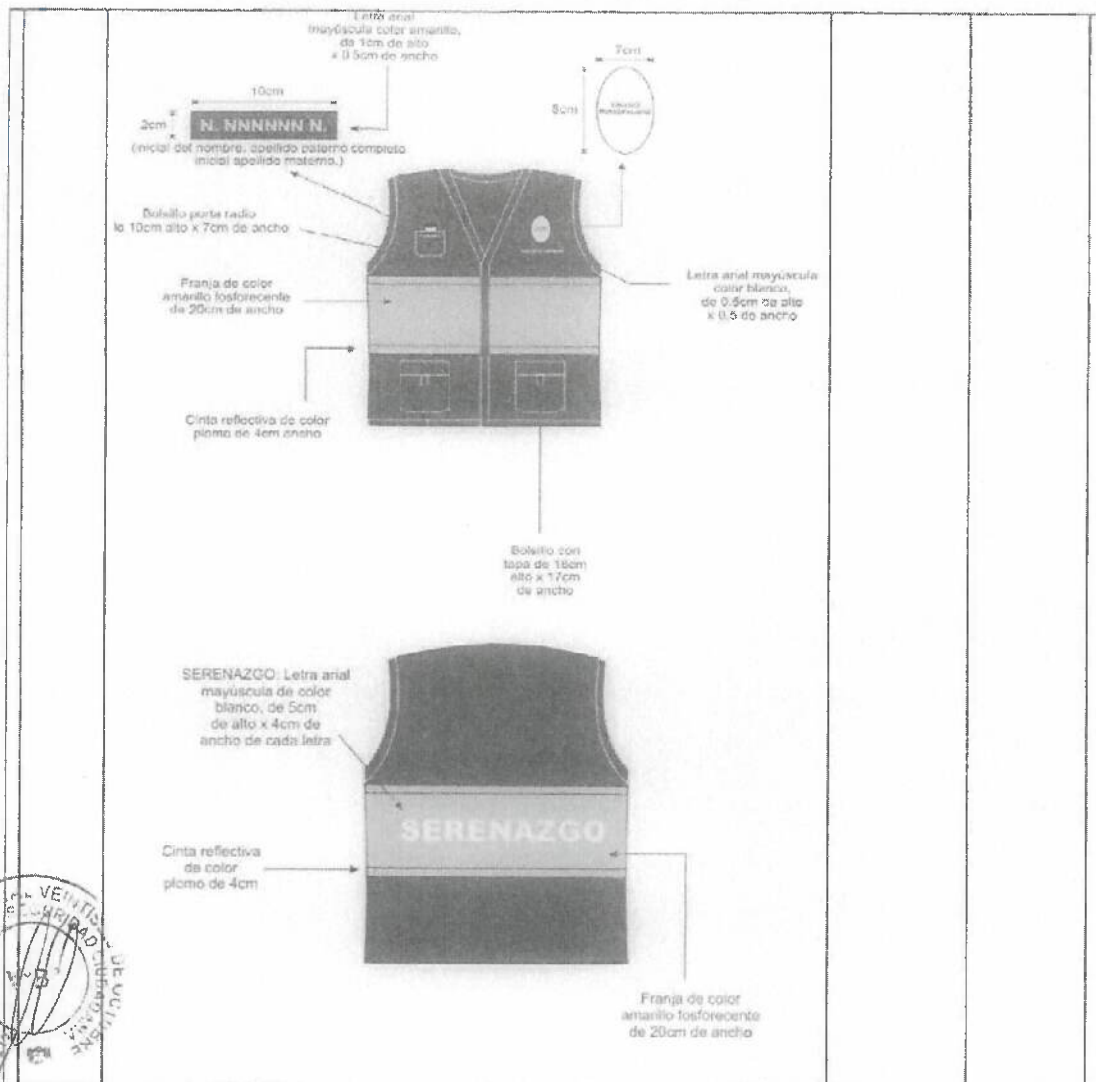 Letra arial
mayúscula color amarillo,
de 1cm de alto
x 0.5cm de ancho
7cm
10cm
2cm
N. NNNNNN N.
(inicial del nombre, apellido paterno completo
inicial apellido materno.)
Bolsillo porta radio
10cm alto x 7cm de ancho
Franja de color
amarillo fosforecente
de 20cm de ancho
Letra arial mayúscula
color blanco,
de 0.5cm de alto
x 0.5 de ancho
Cinta reflectiva de color
plomo de 4cm ancho
Bolsillo con
tapa de
alto x 17cm
de ancho
SERENAZGO: Letra arial
mayúscula de color
blanco, de 5cm
de alto x 4cm de
ancho de cada letra
SERENAZGO
Cinta reflectiva
de color
plomo de 4cm
Franja de color
amarillo fosforecente
de 20cm de ancho